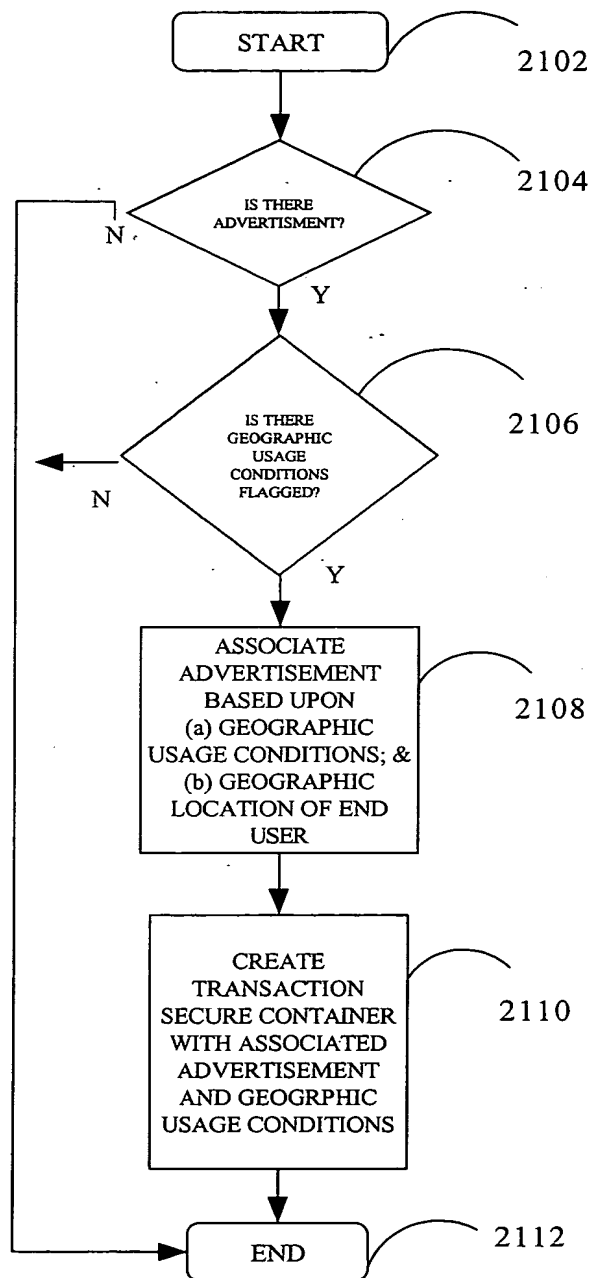 START
2102
2104
IS THERE
ADVERTISMENT?
N
Y
2106
IS THERE
GEOGRAPHIC
USAGE
CONDITIONS
FLAGGED?
N
Y
ASSOCIATE
ADVERTISEMENT
BASED UPON
(a) GEOGRAPHIC
USAGE CONDITIONS; &
(b) GEOGRAPHIC
LOCATION OF END
USER
2108
CREATE
TRANSACTION
SECURE CONTAINER
WITH ASSOCIATED
ADVERTISEMENT
AND GEOGRPHIC
USAGE CONDITIONS
2110
END
2112